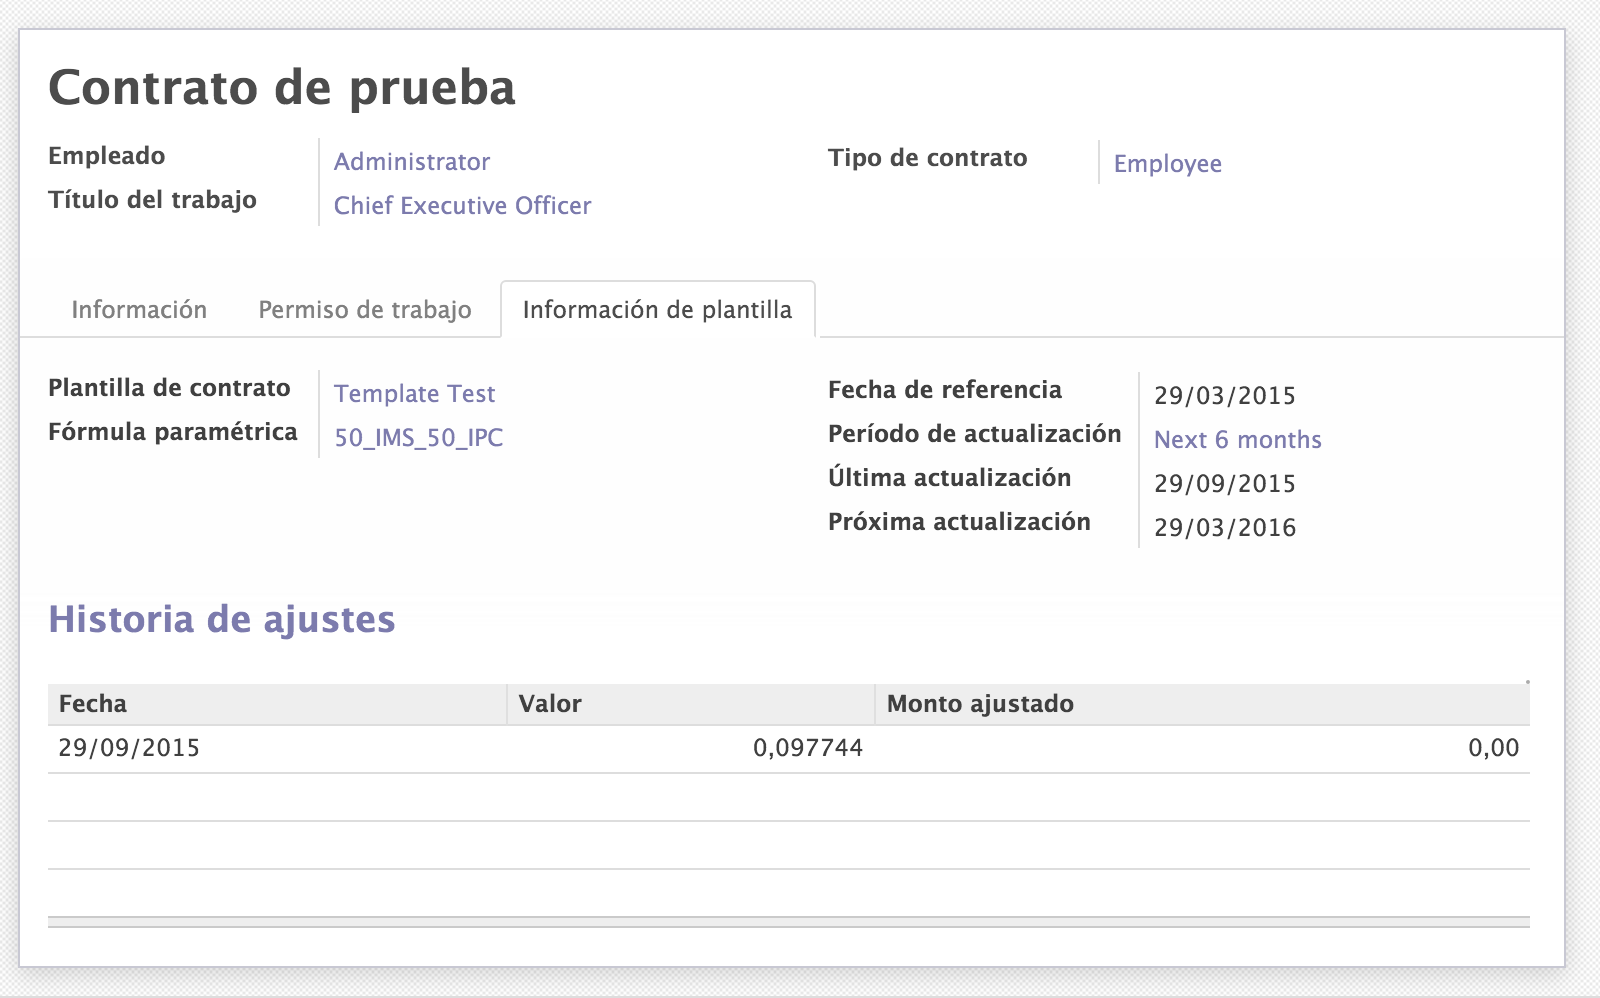 Contrato de prueba
Empleado Administrator
Título del trabajo Chief Executive Officer
Tipo de contrato Employee
Información Permiso de trabajo Información de plantilla
Plantilla de contrato Template Test
Fórmula paramétrica 50_IMS_50_IPC
Fecha de referencia 29/03/2015
Período de actualización Next 6 months
Última actualización 29/09/2015
Próxima actualización 29/03/2016
Historia de ajustes
Fecha Valor Monto ajustado
29/09/2015 0,097744 0,00